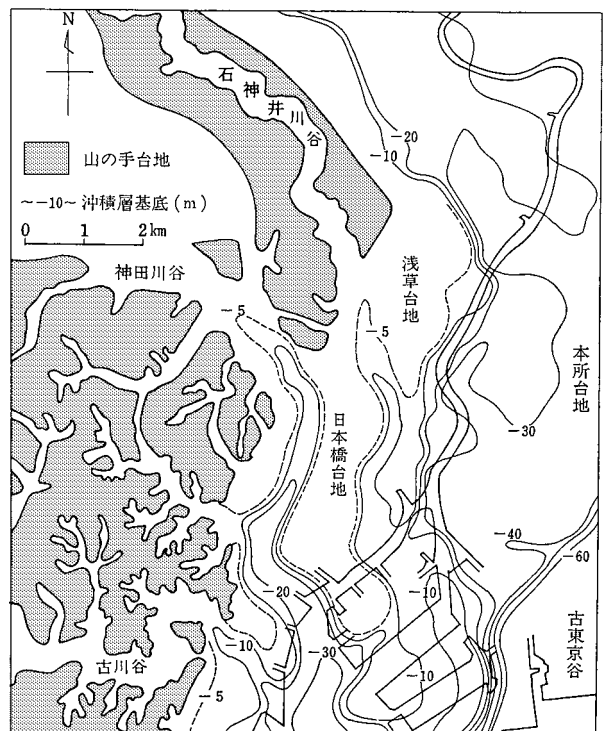 N
山の手台地
~-10~ 沖積層基底(m)
0 1 2km
石神井川谷
-20
-10
神田川谷
浅草台地
-5
-5
本所台地
日本橋台地
-30
-40
-60
-20
-10
-10
古川谷
-30
-10
古東京谷
-5